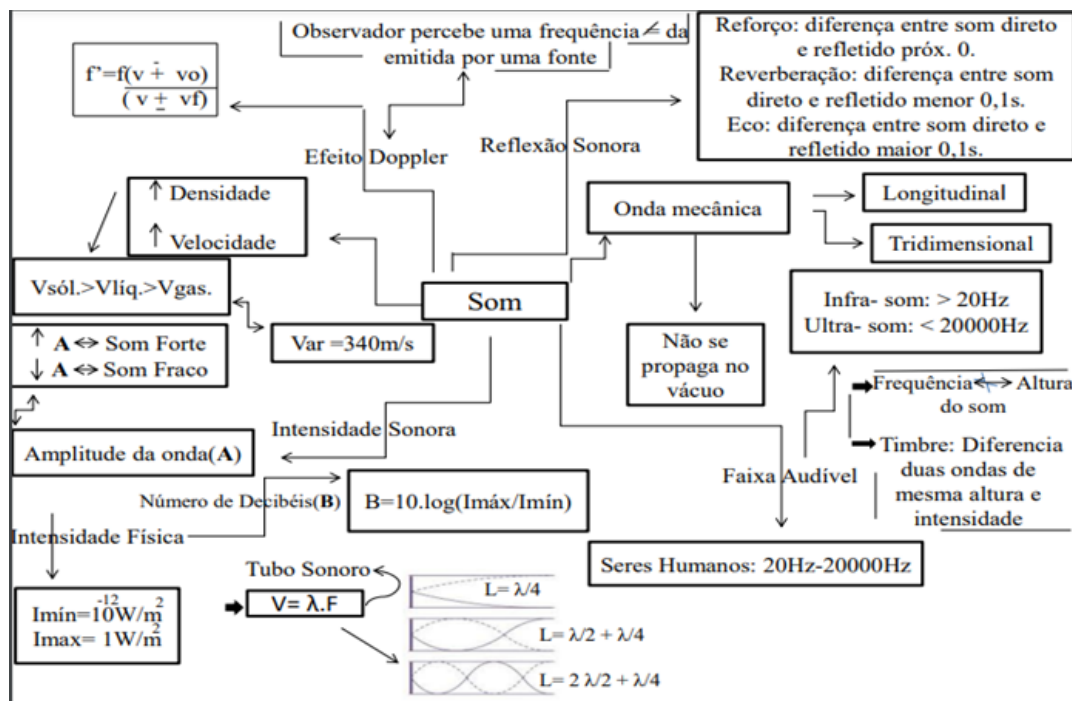 Observador percebe uma frequência ≠ da
emitida por uma fonte
f'=f(v ∓ vo)
( v ± vf)
Efeito Doppler
Reflexão Sonora
Reforço: diferença entre som direto
e refletido próx. 0.
Reverberação: diferença entre som
direto e refletido menor 0,1s.
Eco: diferença entre som direto e
refletido maior 0,1s.
↑ Densidade
↑ Velocidade
Onda mecânica
Longitudinal
Tridimensional
Vsól.>Vlíq.>Vgas.
Som
Infra- som: > 20Hz
Ultra- som: < 20000Hz
↑ A ⇔ Som Forte
↓ A ⇔ Som Fraco
Var =340m/s
Não se
propaga no
vácuo
Frequência ↔ Altura
do som
Timbre: Diferencia
duas ondas de
mesma altura e
intensidade
Intensidade Sonora
Amplitude da onda(A)
Faixa Audível
Número de Decibéis(B)
B=10.log(Imáx/Imín)
Intensidade Física
Seres Humanos: 20Hz-20000Hz
Tubo Sonoro
Imín=10⁻¹²W/m²
Imax= 1W/m²
V= λ.F
L= λ/4
L= λ/2 + λ/4
L= 2 λ/2 + λ/4